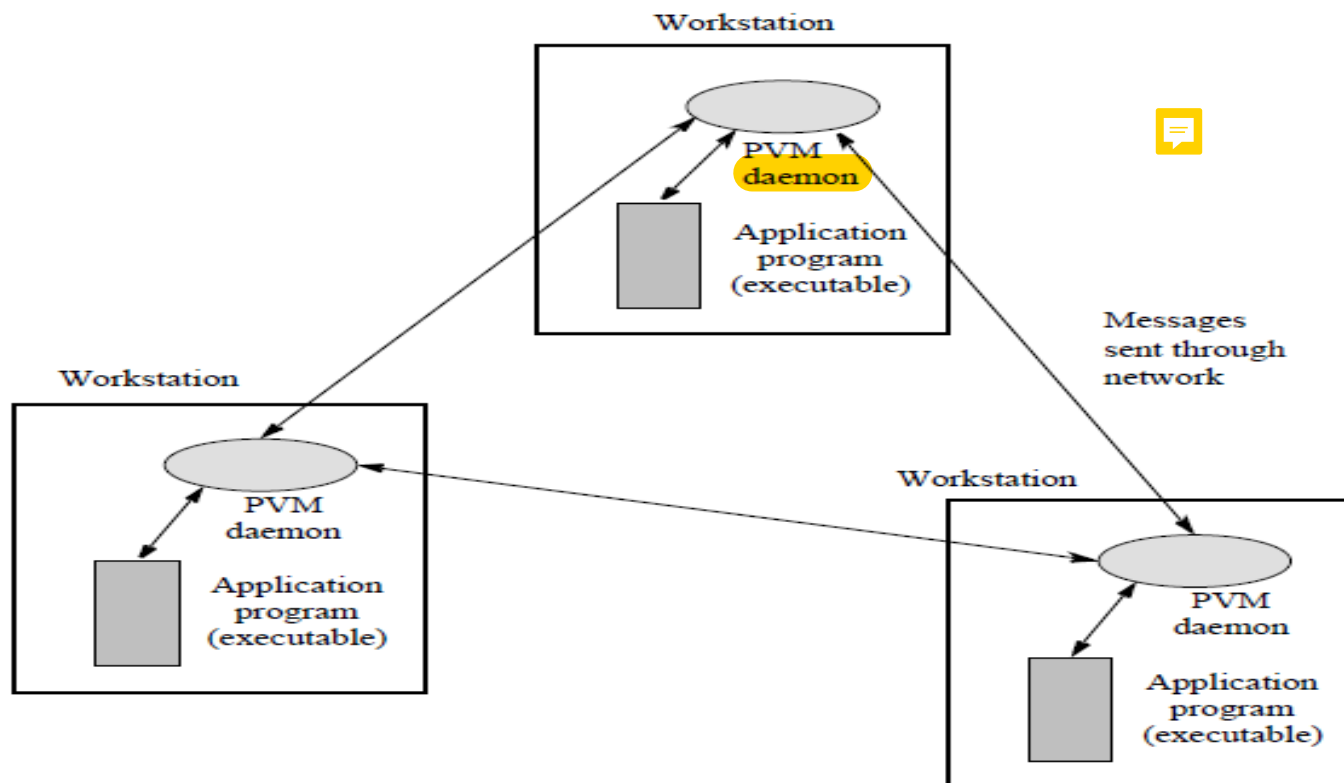 Workstation
PVM
daemon
Application
program
(executable)
Messages
sent through
network
Workstation
PVM
daemon
Application
program
(executable)
Workstation
PVM
daemon
Application
program
(executable)